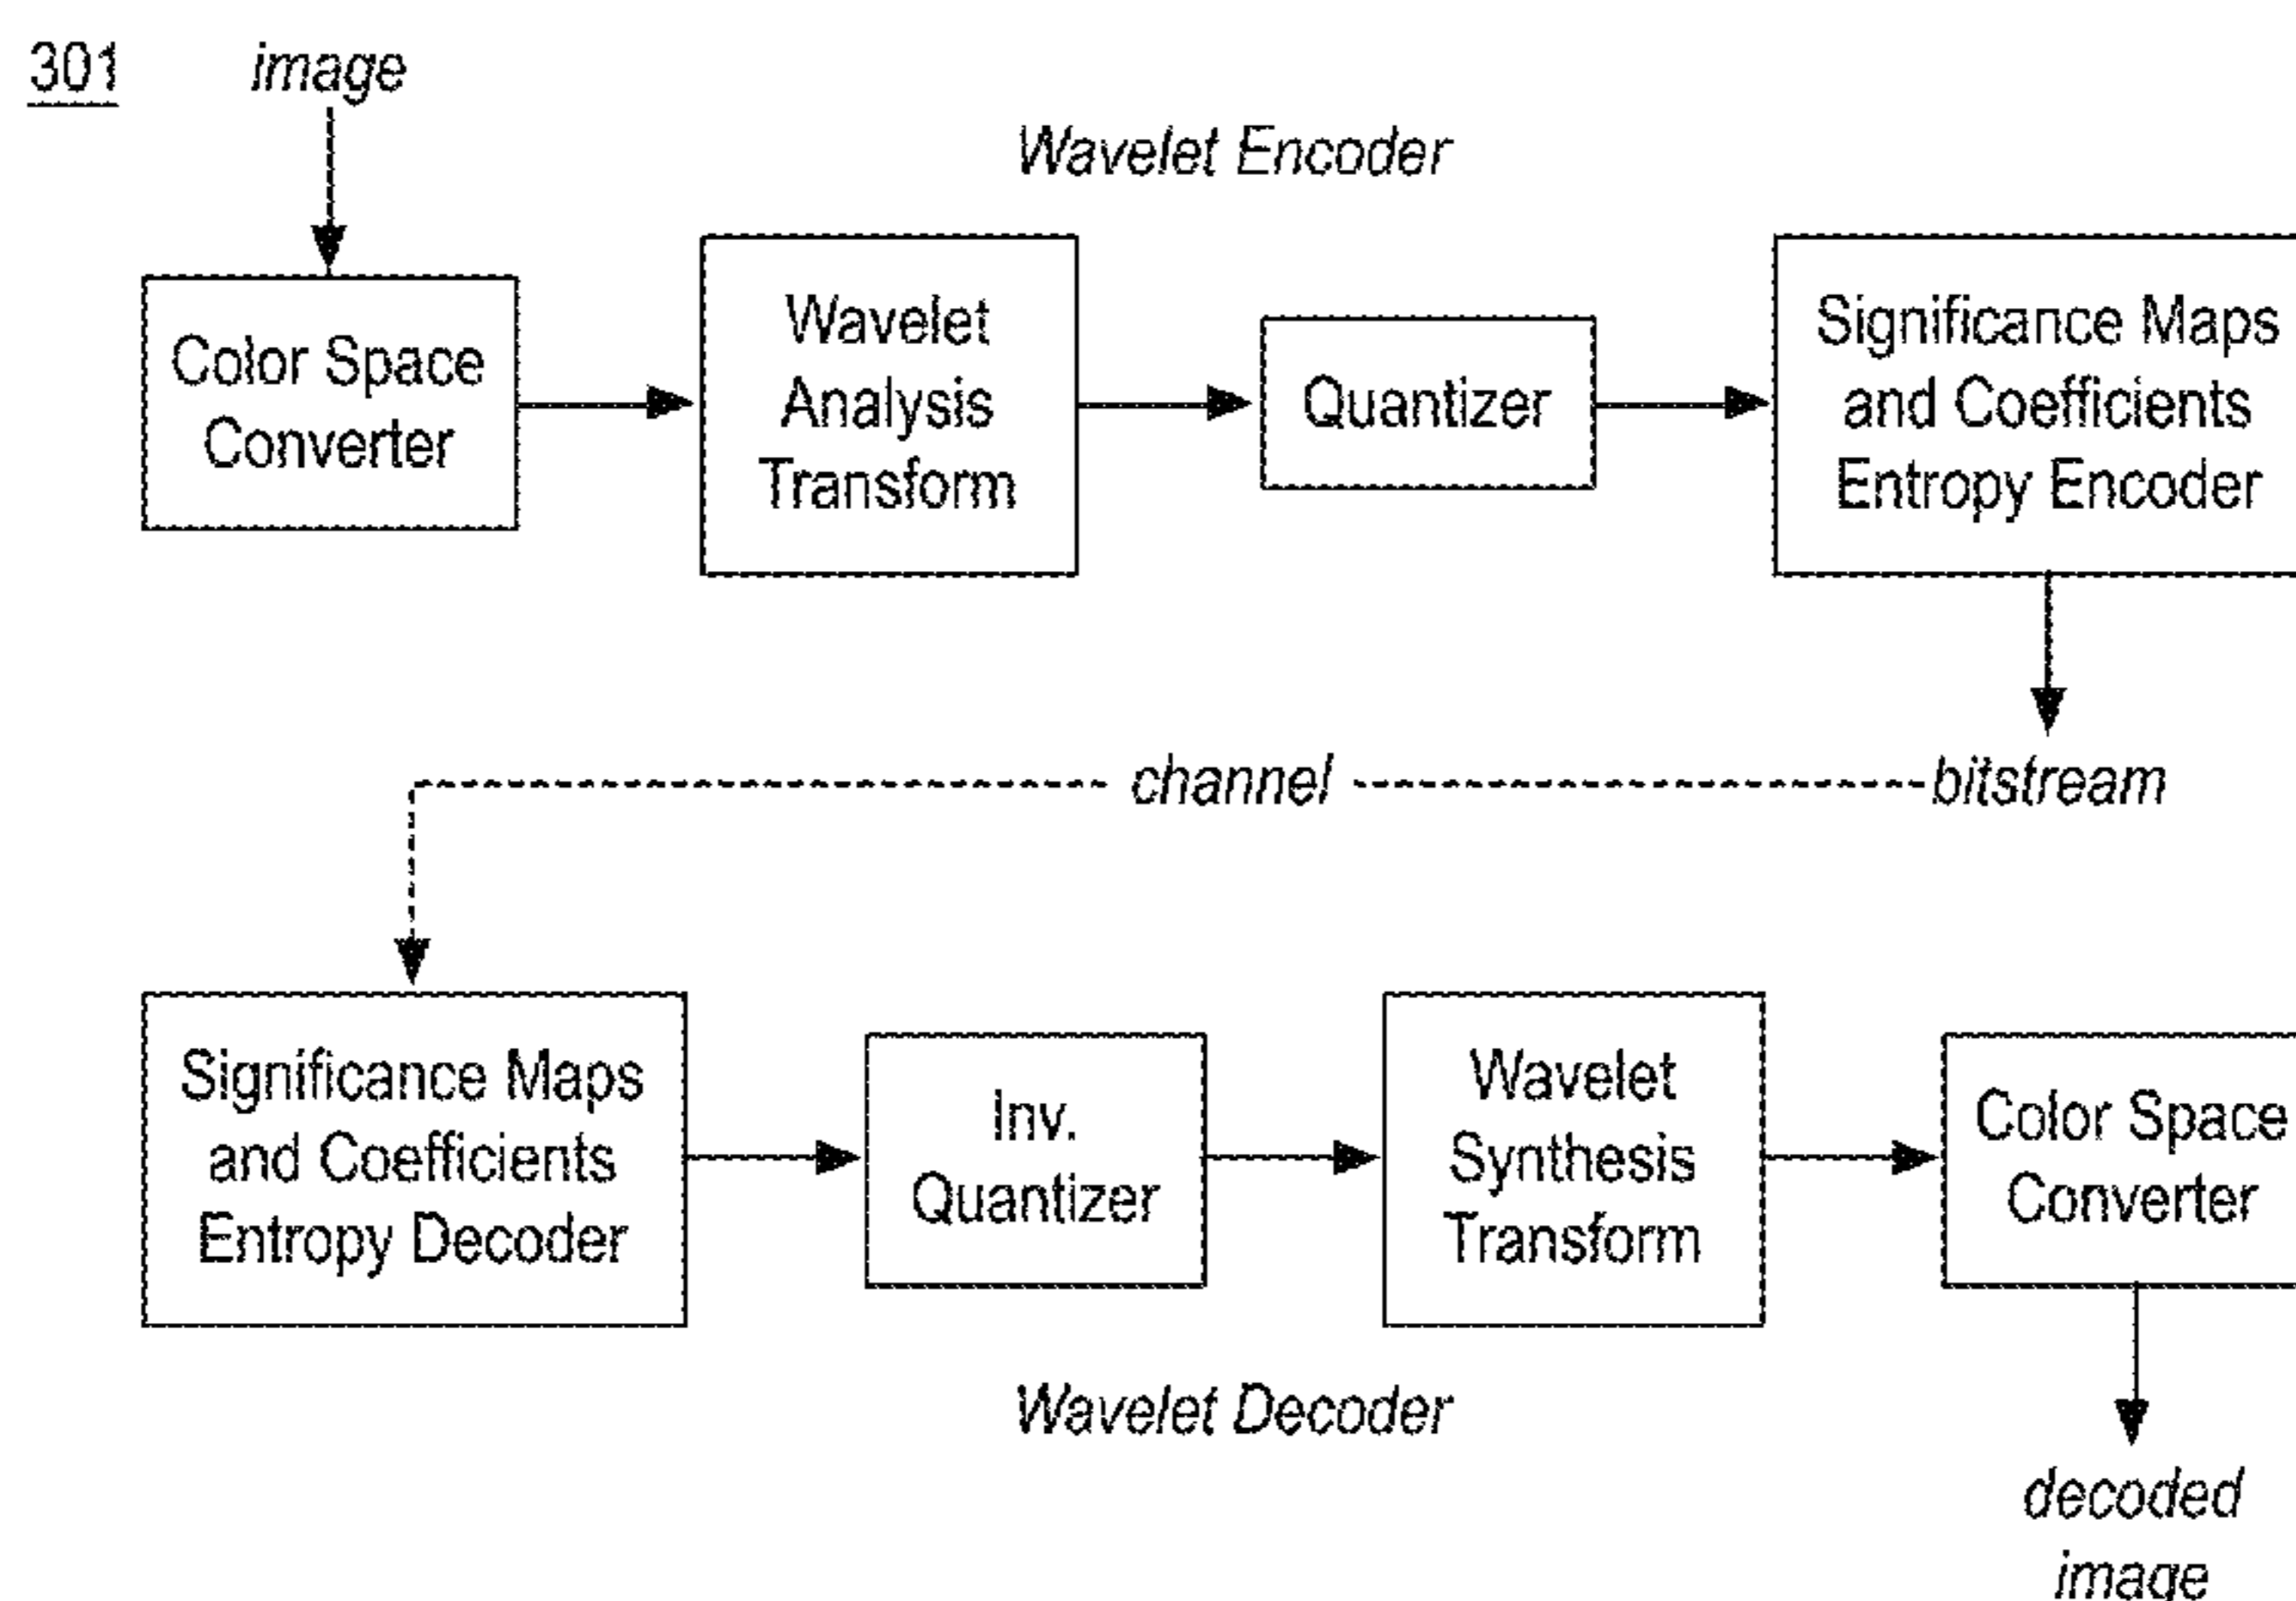 301
image
Wavelet Encoder
Color Space
Converter
Wavelet
Analysis
Transform
Quantizer
Significance Maps
and Coefficients
Entropy Encoder
channel
bitstream
Significance Maps
and Coefficients
Entropy Decoder
Inv.
Quantizer
Wavelet
Synthesis
Transform
Color Space
Converter
Wavelet Decoder
decoded
image